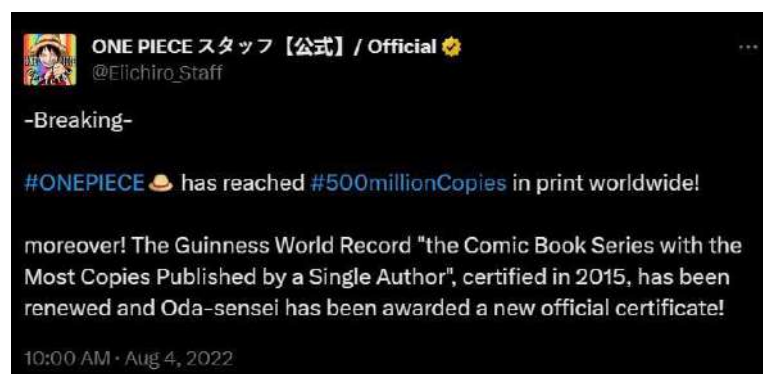 ONE PIECE スタッフ【公式】/ Official
@Eiichiro_Staff
-Breaking-
#ONEPIECE has reached #500millionCopies in print worldwide!
moreover! The Guinness World Record "the Comic Book Series with the
Most Copies Published by a Single Author", certified in 2015, has been
renewed and Oda-sensei has been awarded a new official certificate!
10:00 AM · Aug 4, 2022